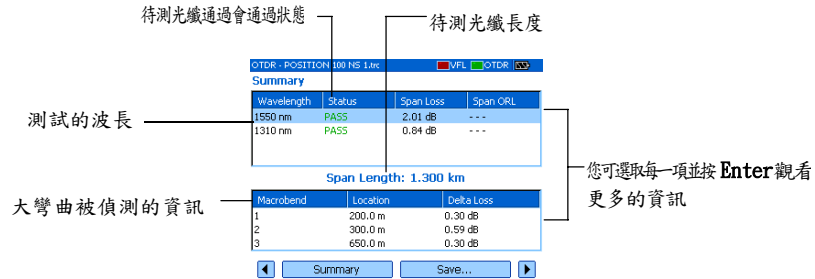 待測光纖通過會通過狀態
待測光纖長度
OTDR - POSITION 100 NS 1.trc VFL OTDR
Summary
Wavelength Status Span Loss Span ORL
測試的波長
1550 nm PASS 2.01 dB ---
1310 nm PASS 0.84 dB ---
Span Length: 1.300 km
您可選取每一項並按 Enter 觀看
更多的資訊
大彎曲被偵測的資訊
Macrobend Location Delta Loss
1 200.0 m 0.30 dB
2 300.0 m 0.59 dB
3 650.0 m 0.30 dB
Summary Save...